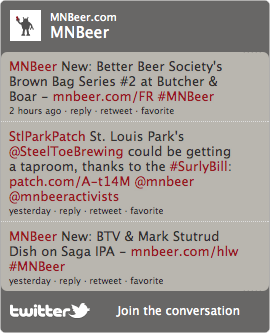 MNBeer.com
MNBeer
MNBeer New: Better Beer Society's
Brown Bag Series #2 at Butcher &
Boar – mnbeer.com/FR #MNBeer
2 hours ago · reply · retweet · favorite
StlParkPatch St. Louis Park's
@SteelToeBrewing could be getting
a taproom, thanks to the #SurlyBill:
patch.com/A-t14M @mnbeer
@mnbeeractivists
yesterday · reply · retweet · favorite
MNBeer New: BTV & Mark Stutrud
Dish on Saga IPA – mnbeer.com/hlw
#MNBeer
yesterday · reply · retweet · favorite
twitter Join the conversation